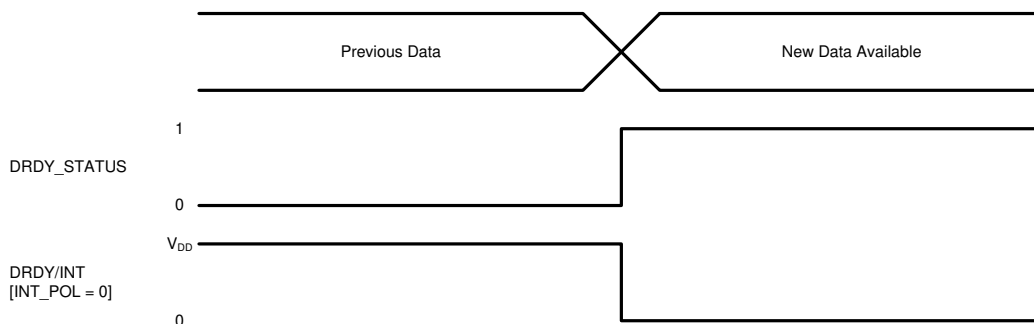 Previous Data
New Data Available
1
DRDY_STATUS
0
VDD
DRDY/INT
[INT_POL = 0]
0